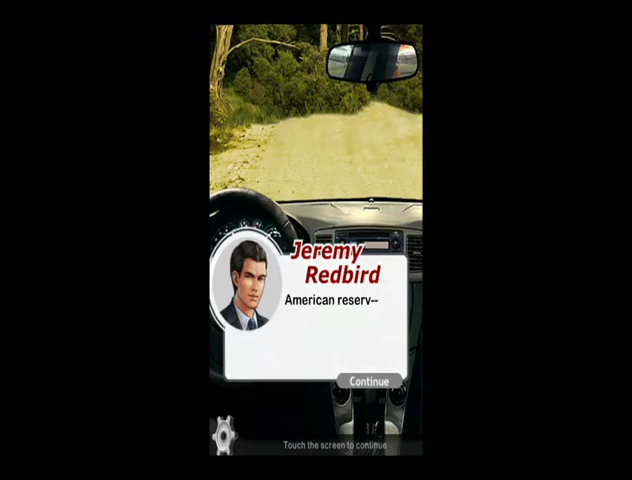 Jeremy
Redbird
American reserv--
Continue
Touch the screen to continue